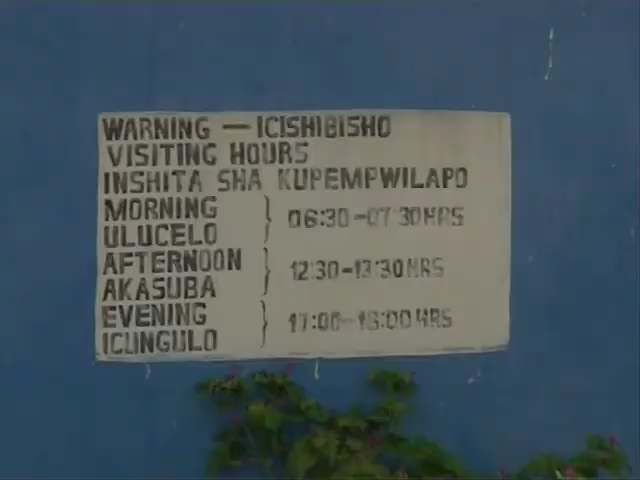 WARNING — ICISHIBISHO
VISITING HOURS
INSHITA SHA KUPEMPWILAPO
MORNING
ULUCELO
06:30-07:30HRS
AFTERNOON
AKASUBA
12:30-13:30HRS
EVENING
ICUNGULO
17:00-18:00HRS